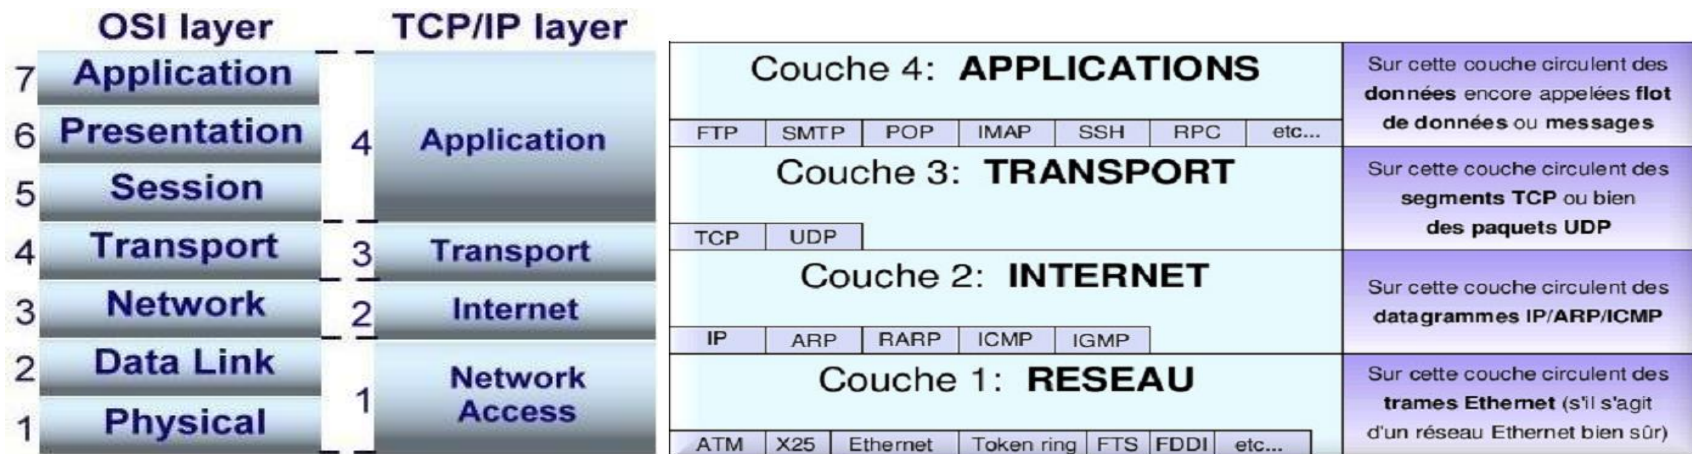 OSI layer
7 Application
6 Presentation
5 Session
4 Transport
3 Network
2 Data Link
1 Physical
TCP/IP layer
4 Application
3 Transport
2 Internet
1 Network
Access
Couche 4: APPLICATIONS
FTP SMTP POP IMAP SSH RPC etc...
Sur cette couche circulent des
données encore appelées flot
de données ou messages
Couche 3: TRANSPORT
TCP UDP
Sur cette couche circulent des
segments TCP ou bien
des paquets UDP
Couche 2: INTERNET
IP ARP RARP ICMP IGMP
Sur cette couche circulent des
datagrammes IP/ARP/ICMP
Couche 1: RESEAU
ATM X25 Ethernet Token ring FTS FDDI etc...
Sur cette couche circulent des
trames Ethernet (s'il s'agit
d'un réseau Ethernet bien sûr)